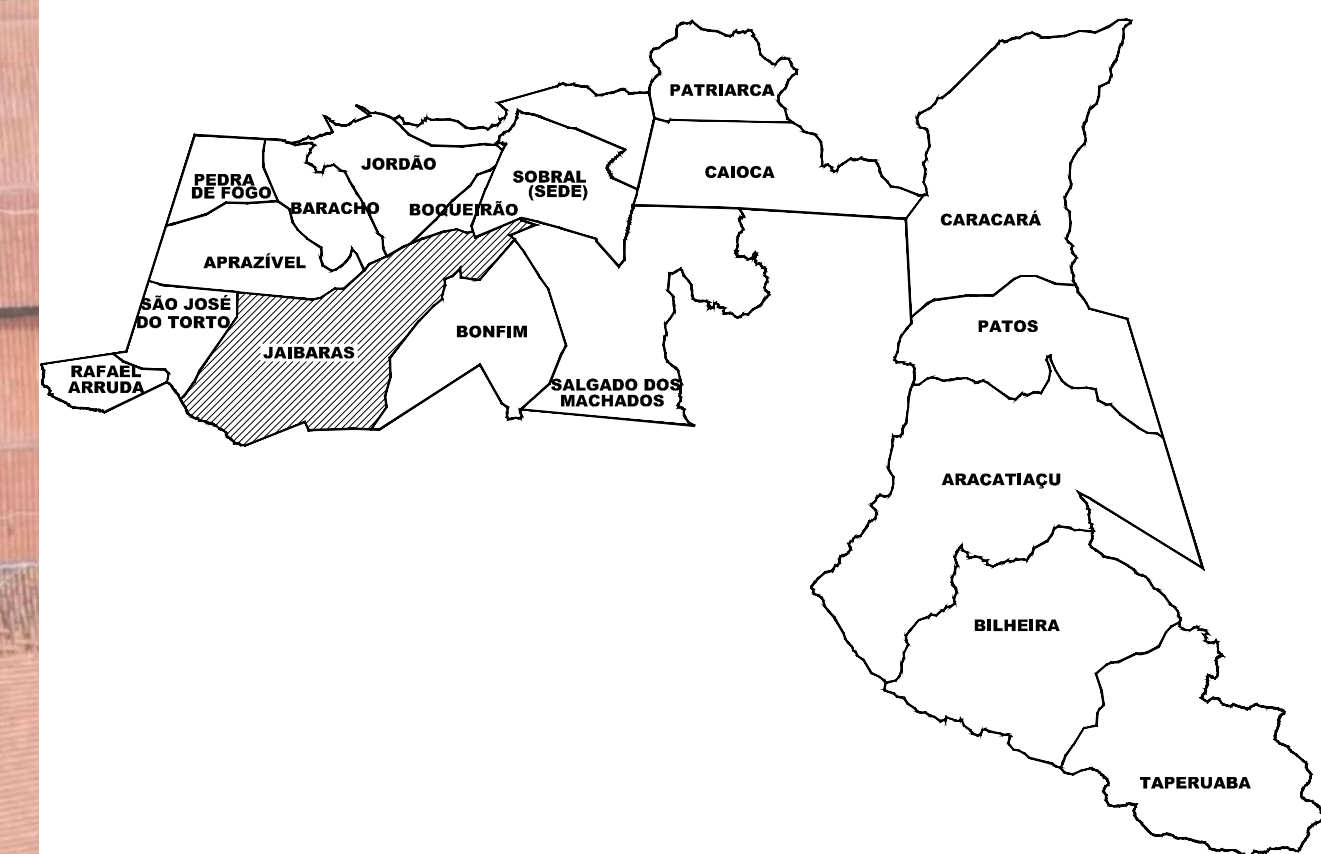 PATRIARCA
JORDÃO
CAIOCA
PEDRA
DE FOGO
SOBRAL
(SEDE)
BARACHO
BOQUEIRÃO
CARACARÁ
APRAZÍVEL
SÃO JOSÉ
DO TORTO
PATOS
BONFIM
JAIBARAS
RAFAEL
ARRUDA
SALGADO DOS
MACHADOS
ARACATIAÇU
BILHEIRA
TAPERUABA